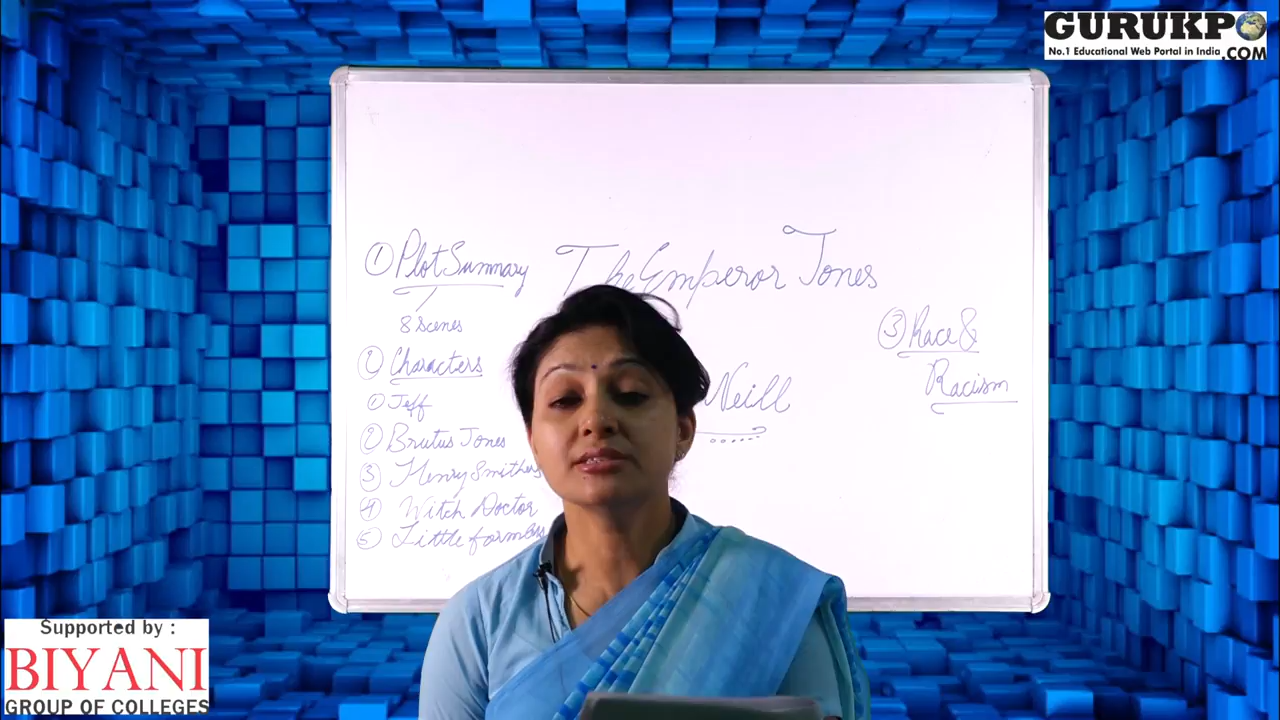 GURUKPO
No.1 Educational Web Portal in India .COM
① Plot Summary
8 Scenes
② Characters
① Jeff
② Brutus Jones
③ Henry Smithers
④ Witch Doctor
⑤ Little formless
The Emperor Jones
Neill
③ Race &
Racism
Supported by :
BIYANI
GROUP OF COLLEGES